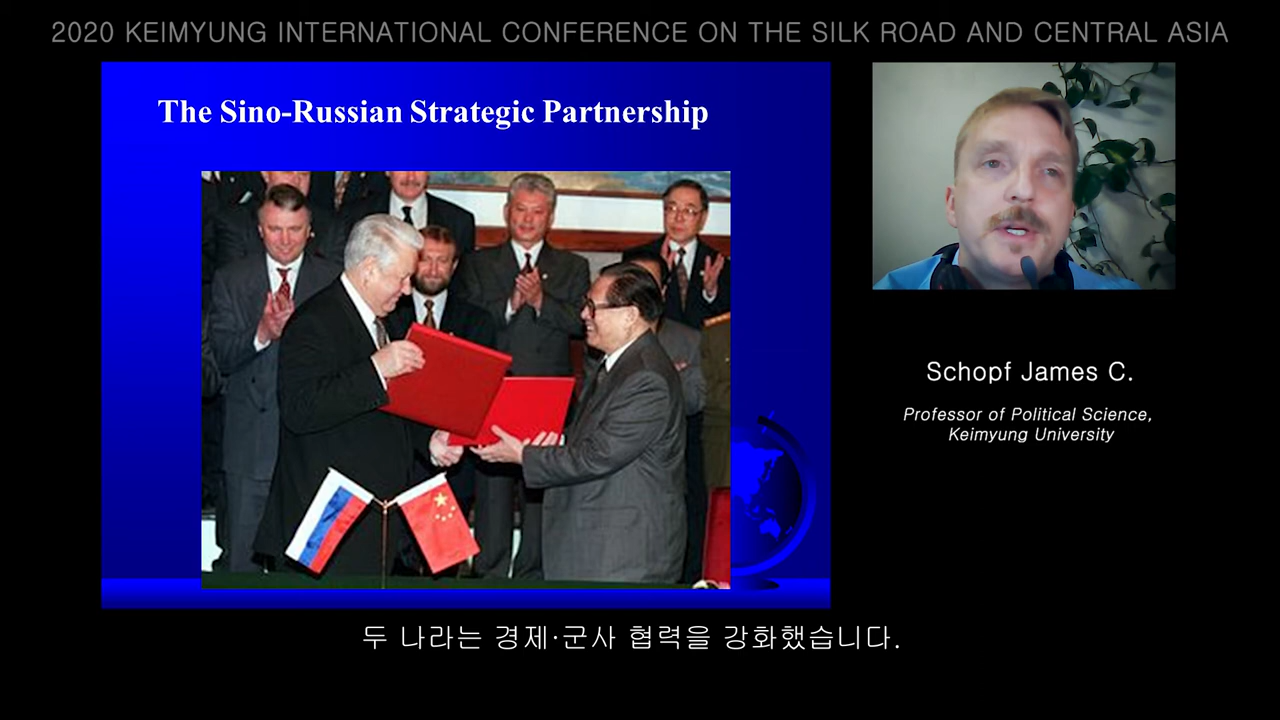 2020 KEIMYUNG INTERNATIONAL CONFERENCE ON THE SILK ROAD AND CENTRAL ASIA
The Sino-Russian Strategic Partnership
Schopf James C.
Professor of Political Science,
Keimyung University
두 나라는 경제·군사 협력을 강화했습니다.